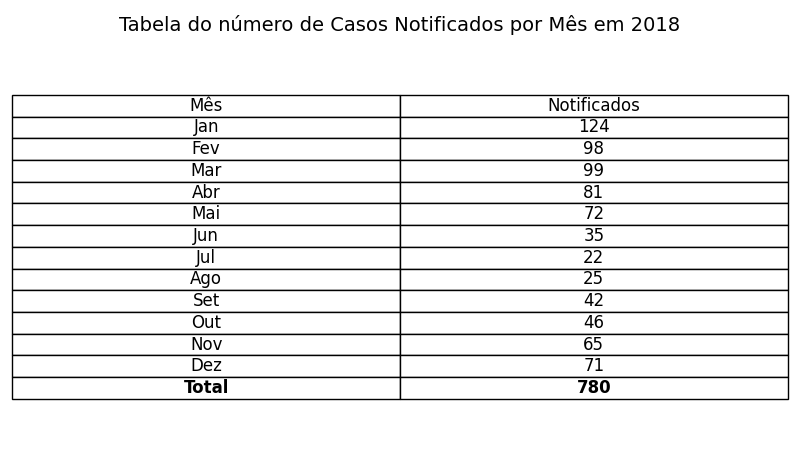 Tabela do número de Casos Notificados por Mês em 2018
Mês Notificados
Jan 124
Fev 98
Mar 99
Abr 81
Mai 72
Jun 35
Jul 22
Ago 25
Set 42
Out 46
Nov 65
Dez 71
Total 780